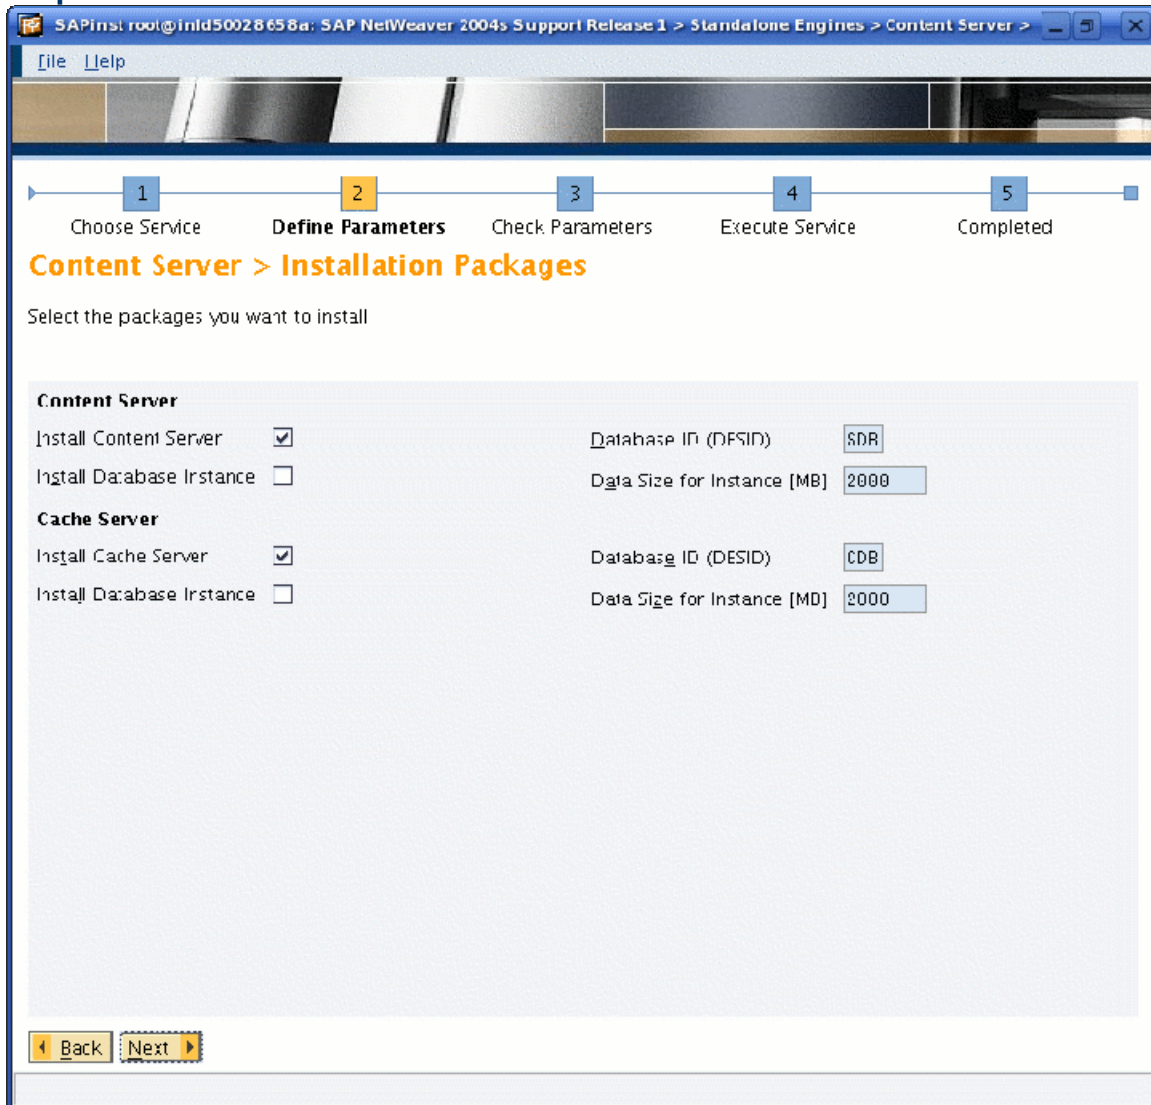 SAPinst root@inld50028658a: SAP NetWeaver 2004s Support Release 1 > Standalone Engines > Content Server >
File Help
1 2 3 4 5
Choose Service Define Parameters Check Parameters Execute Service Completed
Content Server > Installation Packages
Select the packages you want to install
Content Server
Install Content Server Database ID (DBSID) SDB
Install Database Instance Data Size for Instance [MB] 2000
Cache Server
Install Cache Server Database ID (DBSID) CDB
Install Database Instance Data Size for Instance [MB] 2000
Back Next